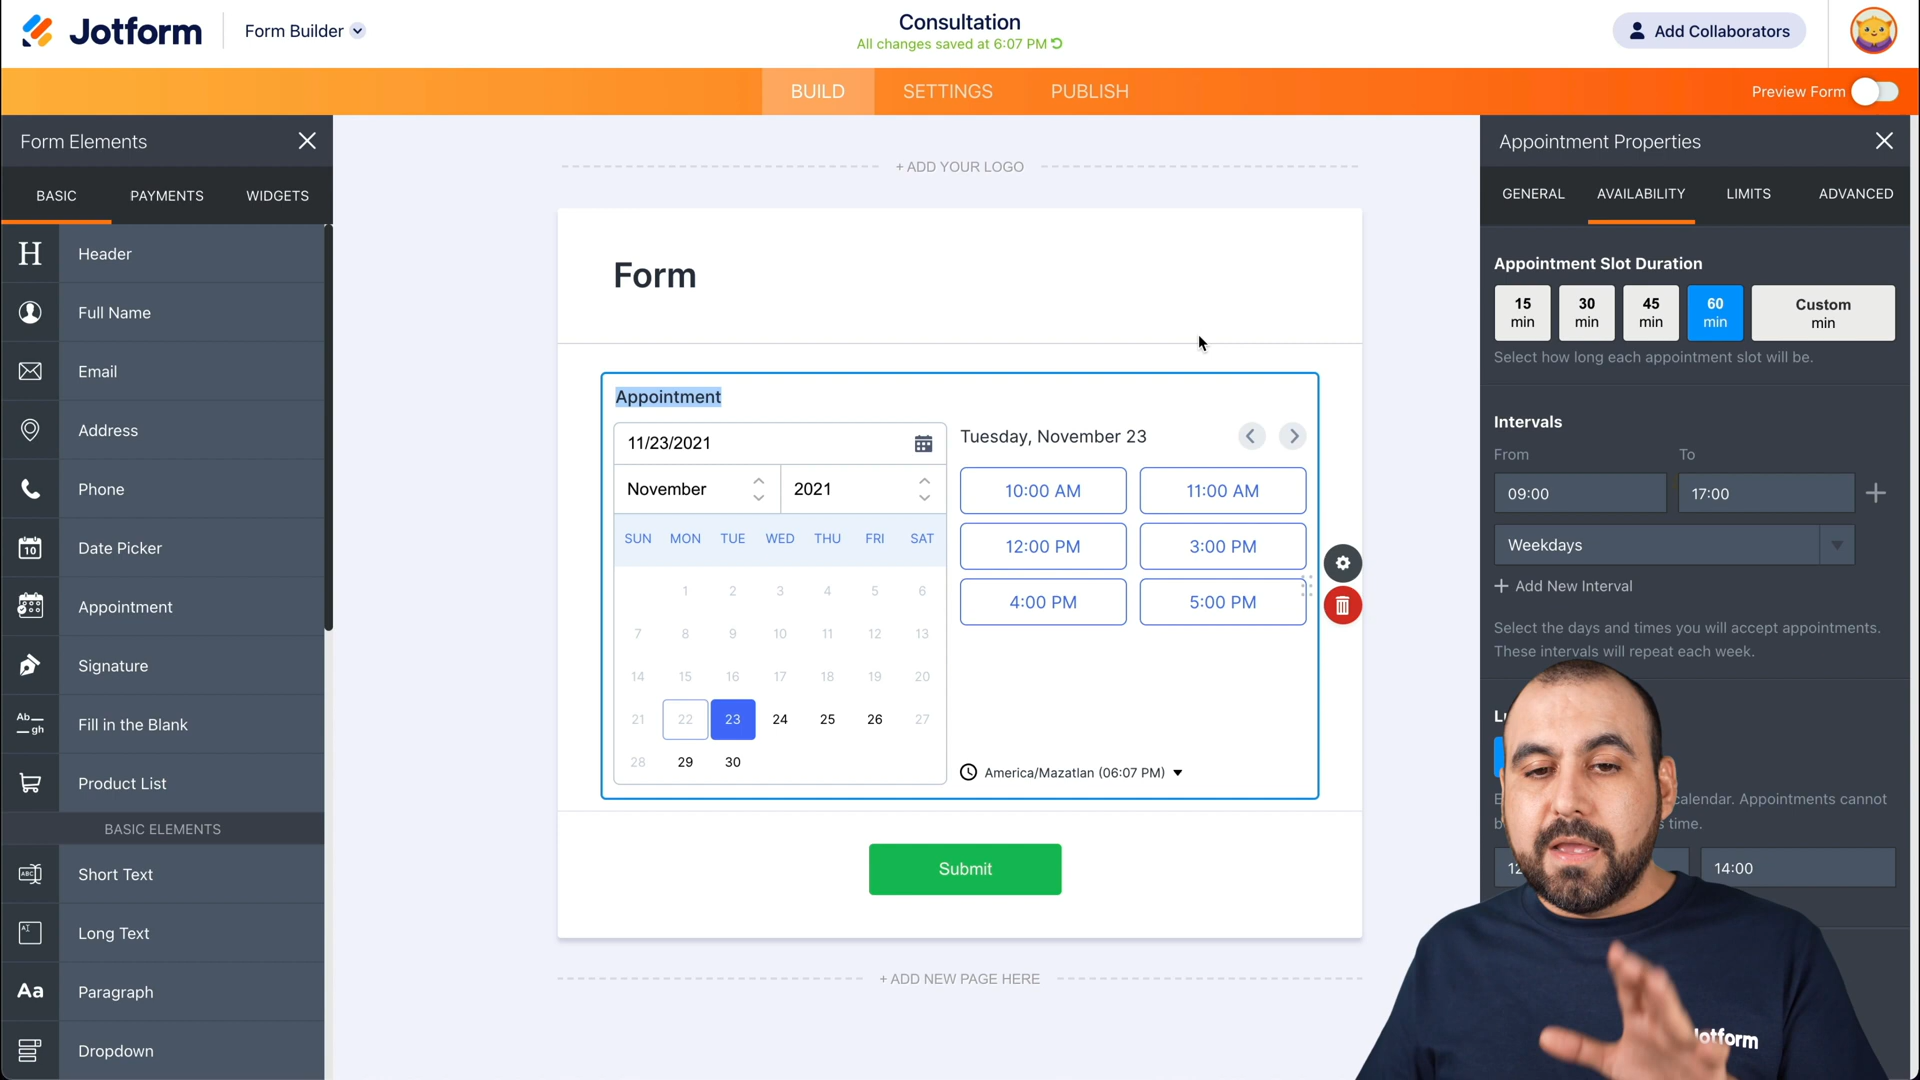 Jotform
Form Builder
Consultation
All changes saved at 6:07 PM
Add Collaborators
BUILD
SETTINGS
PUBLISH
Preview Form
Form Elements
BASIC
PAYMENTS
WIDGETS
H Header
Full Name
Email
Address
Phone
10 Date Picker
Appointment
Signature
Ab
gh
Fill in the Blank
Product List
BASIC ELEMENTS
ABC Short Text
AI Long Text
Aa Paragraph
Dropdown
+ ADD YOUR LOGO
Form
Appointment
11/23/2021
November
2021
SUN MON TUE WED THU FRI SAT
1 2 3 4 5 6
7 8 9 10 11 12 13
14 15 16 17 18 19 20
21 22 23 24 25 26 27
28 29 30
Tuesday, November 23
10:00 AM
11:00 AM
12:00 PM
3:00 PM
4:00 PM
5:00 PM
America/Mazatlan (06:07 PM)
Submit
+ ADD NEW PAGE HERE
Appointment Properties
GENERAL
AVAILABILITY
LIMITS
ADVANCED
Appointment Slot Duration
15
min
30
min
45
min
60
min
Custom
min
Select how long each appointment slot will be.
Intervals
From
To
09:00
17:00
Weekdays
+ Add New Interval
Select the days and times you will accept appointments.
These intervals will repeat each week.
calendar. Appointments cannot
time.
14:00
Jotform